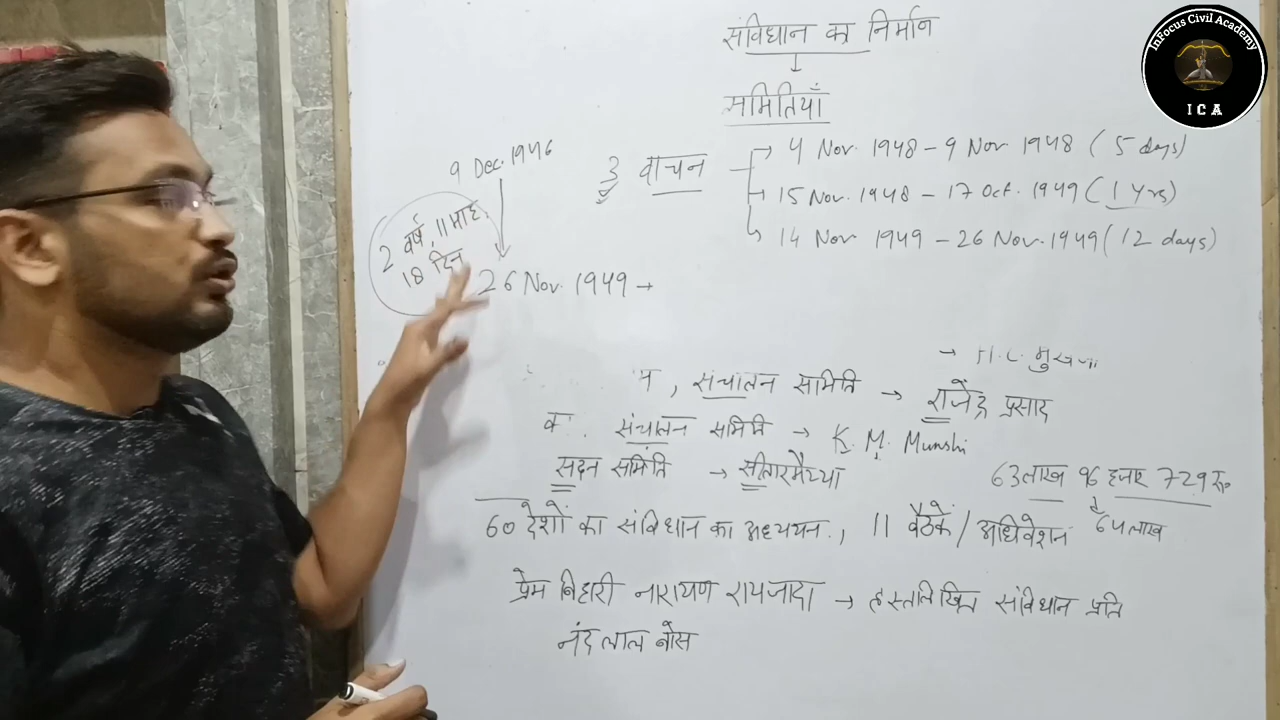 संविधान का निर्माण
समितियाँ
3 वाचन
4 Nov. 1948 - 9 Nov 1948 (5 days)
15 Nov. 1948 - 17 Oct. 1949 (1 Yrs)
14 Nov 1949 - 26 Nov. 1949 (12 days)
9 Dec. 1946
2 वर्ष, 11 माह,
18 दिन
26 Nov. 1949 →
→ H.C. मुखर्जी
, संचालन समिति → राजेंद्र प्रसाद
संचालन समिति → K. M. Munshi
सदन समिति → सीतारमैय्या
63 लाख 96 हजार 729 रु.
64 लाख
60 देशों का संविधान का अध्ययन., 11 बैठकें / अधिवेशन
प्रेम बिहारी नारायण रायजादा → हस्तलिखित संविधान प्रति
नंदलाल बोस
InFocus Civil Academy
ICA